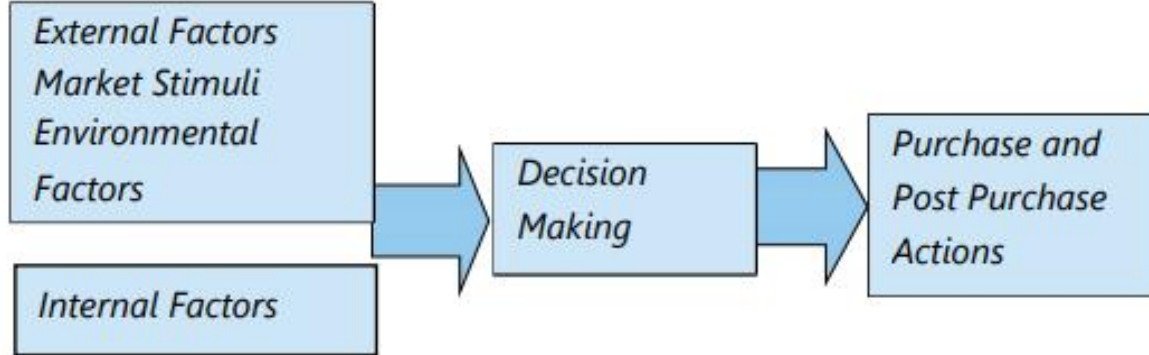 External Factors
Market Stimuli
Environmental
Factors
Internal Factors
Decision
Making
Purchase and
Post Purchase
Actions